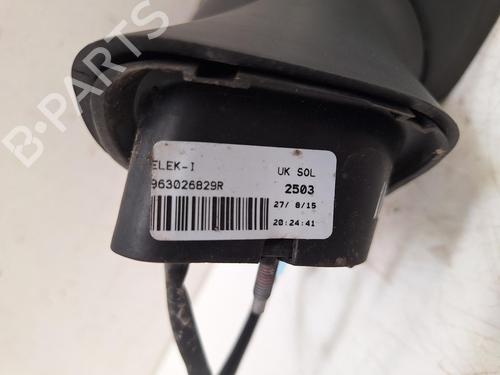 B-PARTS
ELEK-I UK SOL
963026829R 2503
27/ 8/15
20:24:41